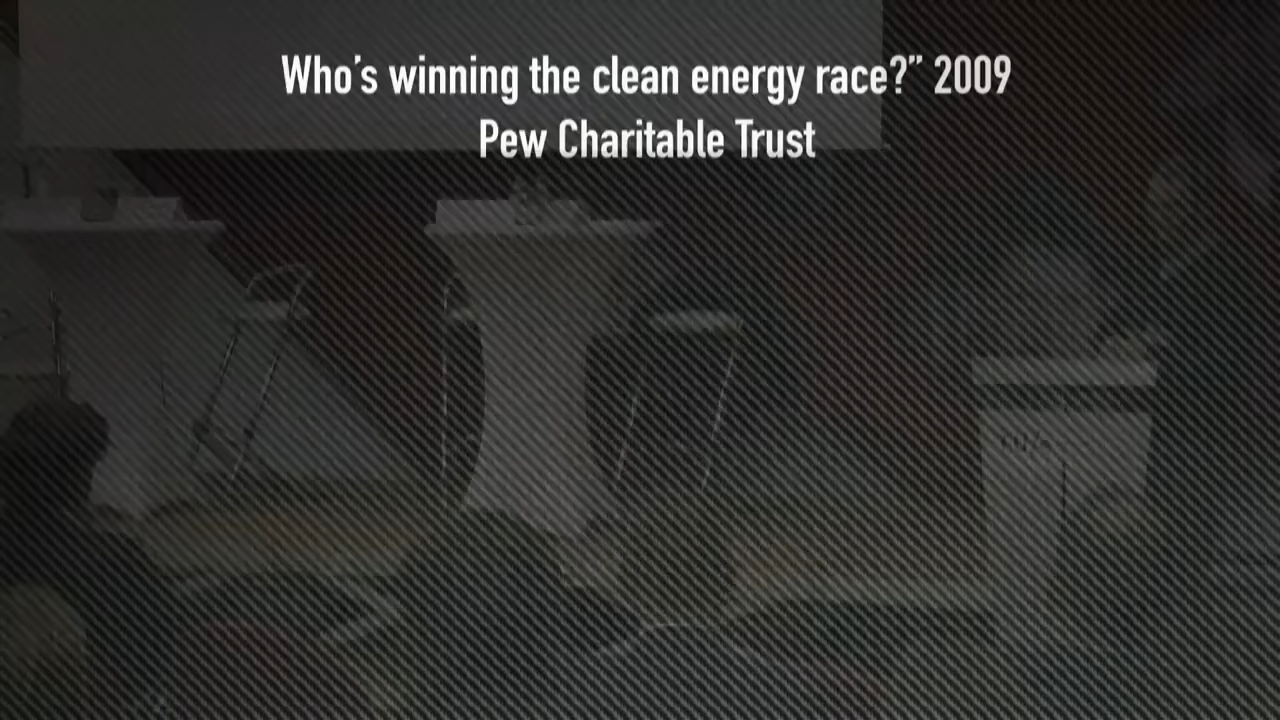 Who’s winning the clean energy race?” 2009
Pew Charitable Trust